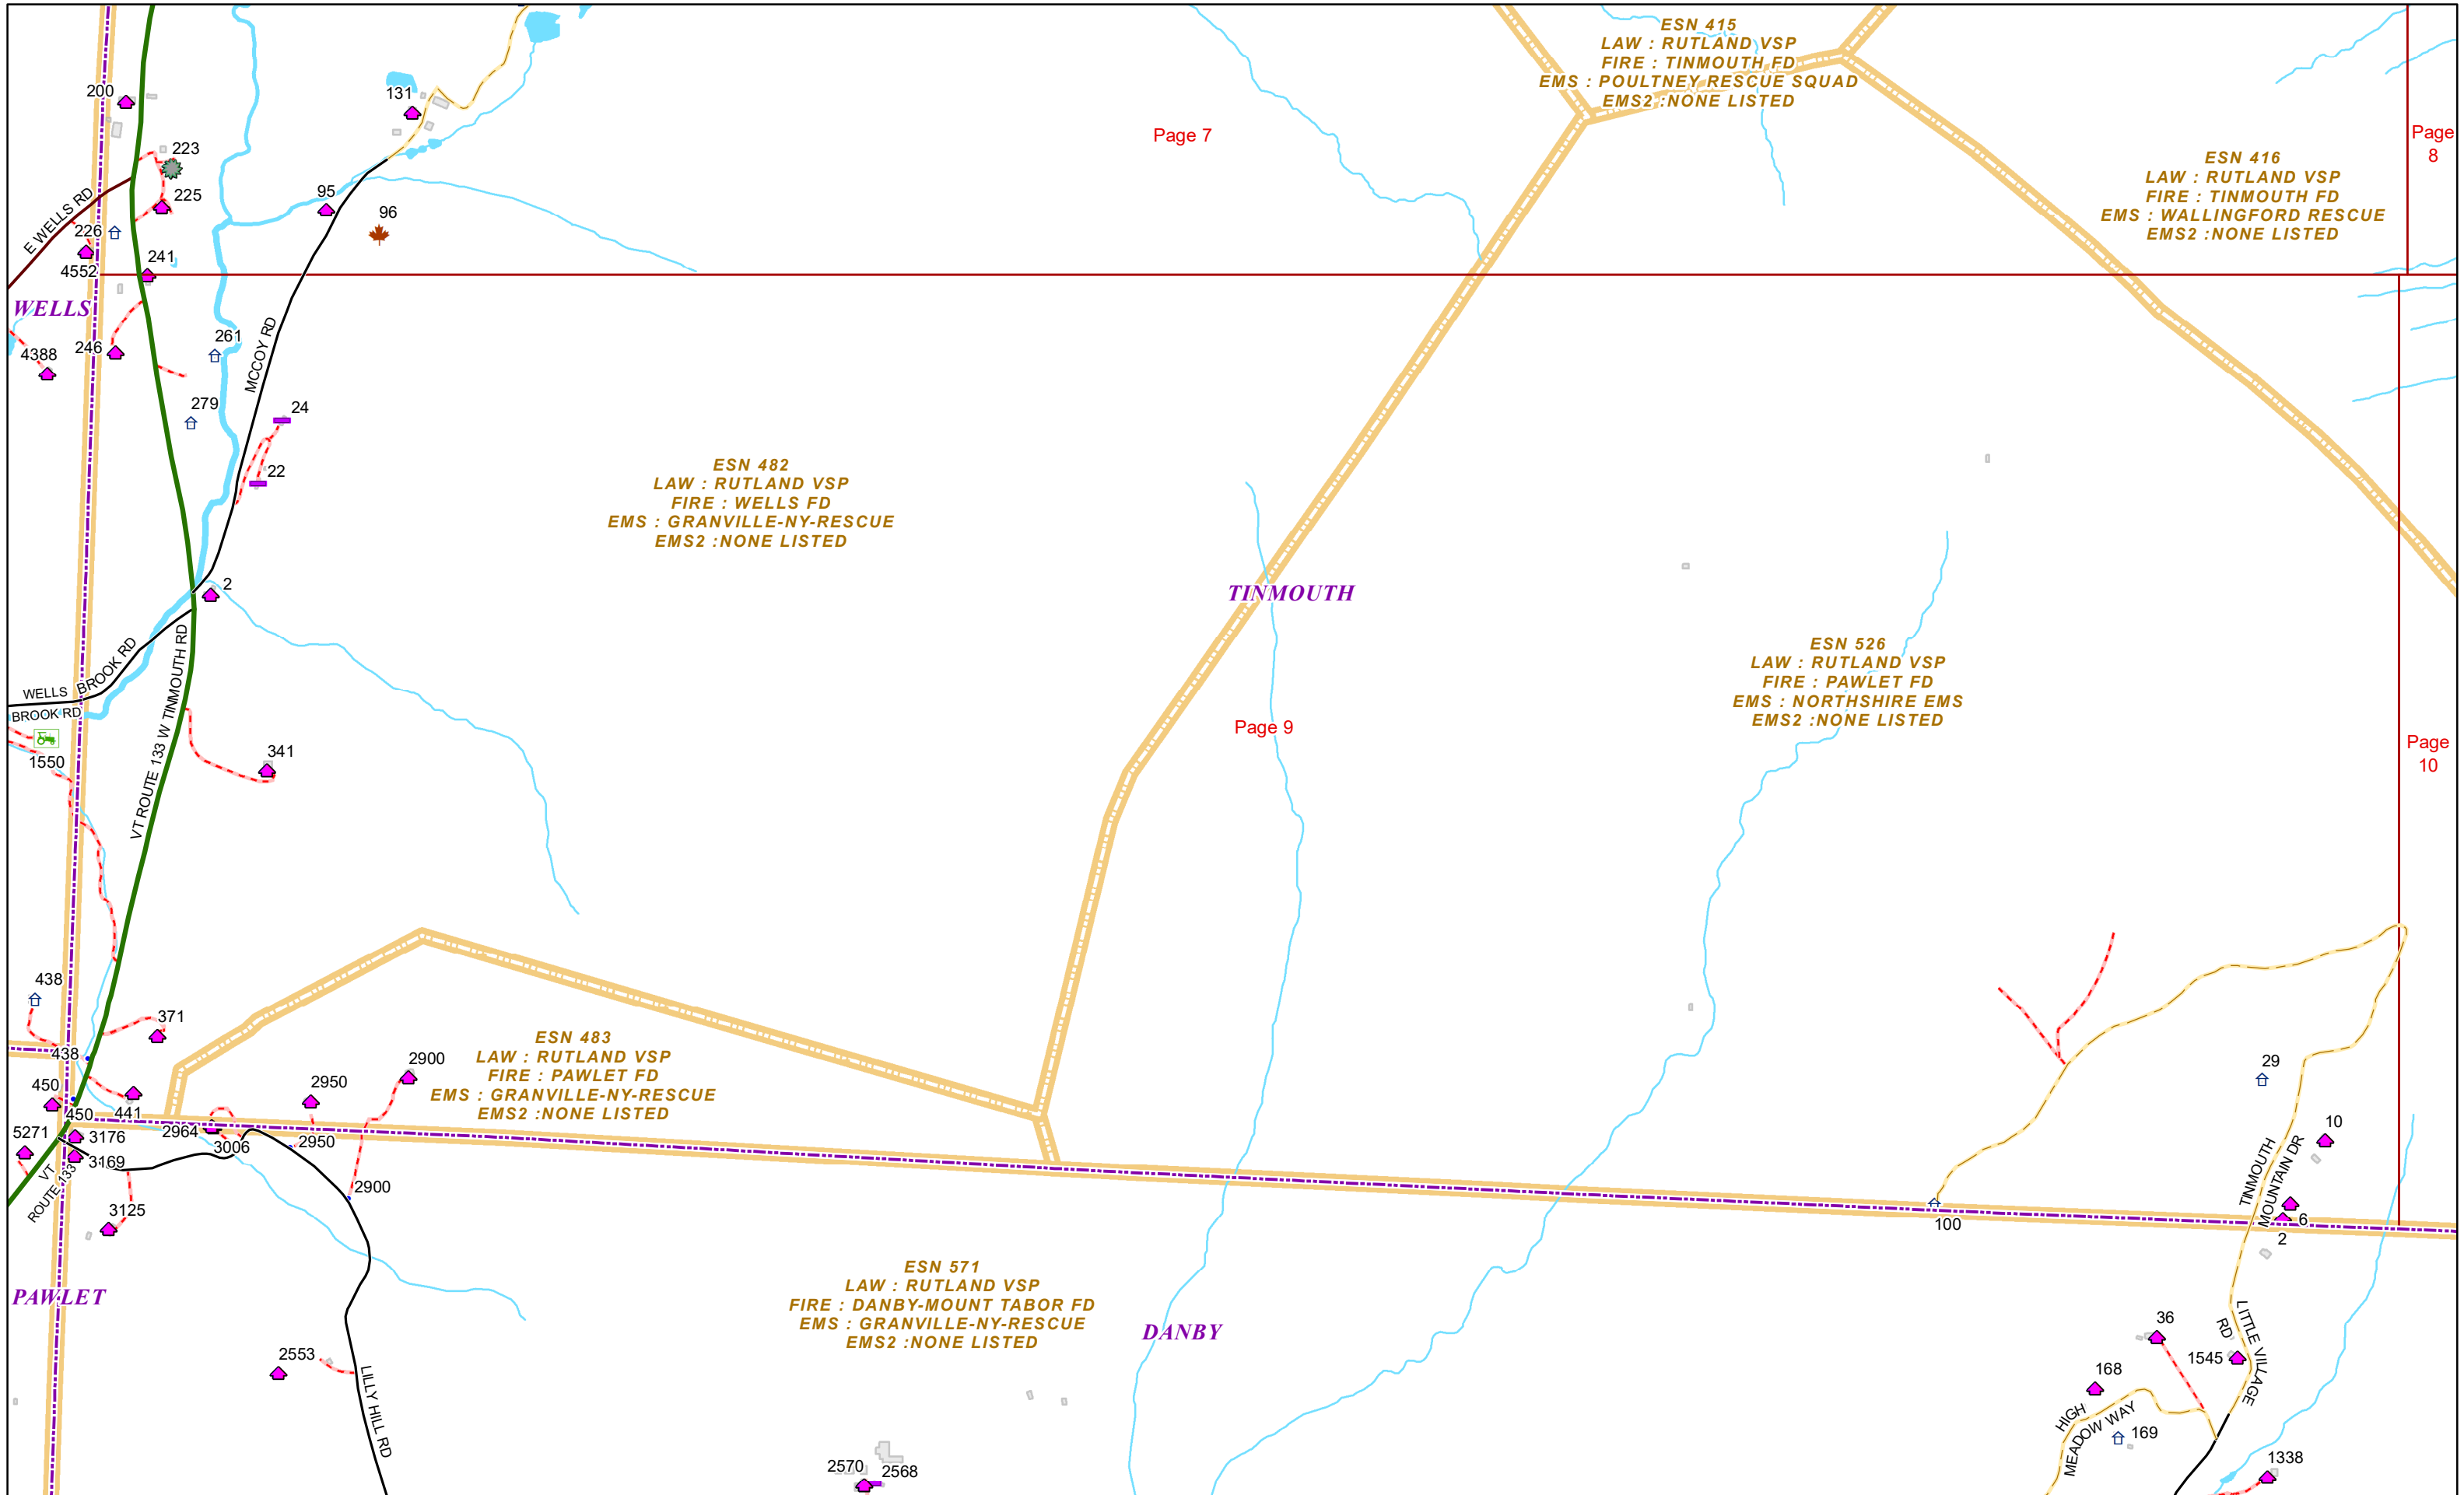 ESN 415
LAW : RUTLAND VSP
FIRE : TINMOUTH FD
EMS : POULTNEY RESCUE SQUAD
EMS2 :NONE LISTED
200
131
Page 7
Page
8
223
225
95
96
ESN 416
LAW : RUTLAND VSP
FIRE : TINMOUTH FD
EMS : WALLINGFORD RESCUE
EMS2 :NONE LISTED
E WELLS RD
226
241
4552
WELLS
261
MCCOY RD
4388
246
279
24
22
ESN 482
LAW : RUTLAND VSP
FIRE : WELLS FD
EMS : GRANVILLE-NY-RESCUE
EMS2 :NONE LISTED
2
TINMOUTH
ESN 526
LAW : RUTLAND VSP
FIRE : PAWLET FD
EMS : NORTHSHIRE EMS
EMS2 :NONE LISTED
WELLS BROOK RD
BROOK RD
VT ROUTE 133 W TINMOUTH RD
Page 9
Page
10
341
1550
438
371
438
ESN 483
LAW : RUTLAND VSP
FIRE : PAWLET FD
EMS : GRANVILLE-NY-RESCUE
EMS2 :NONE LISTED
2900
2950
450
450
441
29
10
5271
3176
2964
3006
2950
3169
VT
ROUTE 133
2900
3125
TINMOUTH
MOUNTAIN DR
100
6
2
ESN 571
LAW : RUTLAND VSP
FIRE : DANBY-MOUNT TABOR FD
EMS : GRANVILLE-NY-RESCUE
EMS2 :NONE LISTED
PAWLET
DANBY
2553
LILLY HILL RD
36
LITTLE VILLAGE
RD
1545
168
HIGH
MEADOW WAY
169
2570
2568
1338